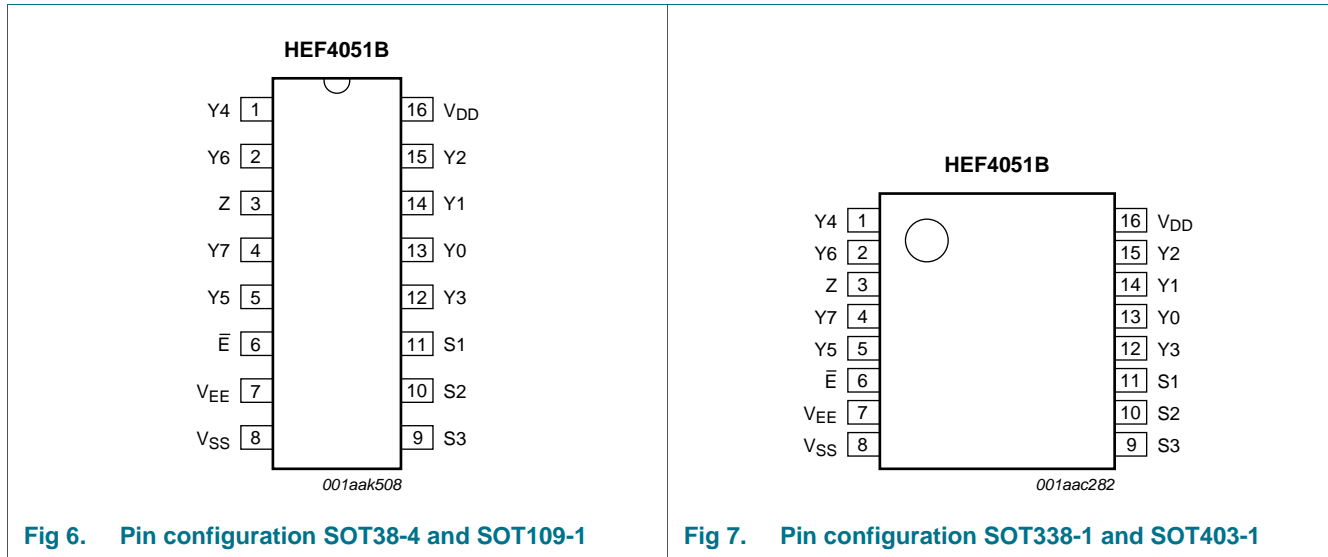 HEF4051B
Y4 1 16 VDD
Y6 2 15 Y2
Z 3 14 Y1
Y7 4 13 Y0
Y5 5 12 Y3
E̅ 6 11 S1
VEE 7 10 S2
VSS 8 9 S3
001aak508
Fig 6. Pin configuration SOT38-4 and SOT109-1
HEF4051B
Y4 1 16 VDD
Y6 2 15 Y2
Z 3 14 Y1
Y7 4 13 Y0
Y5 5 12 Y3
E̅ 6 11 S1
VEE 7 10 S2
VSS 8 9 S3
001aac282
Fig 7. Pin configuration SOT338-1 and SOT403-1